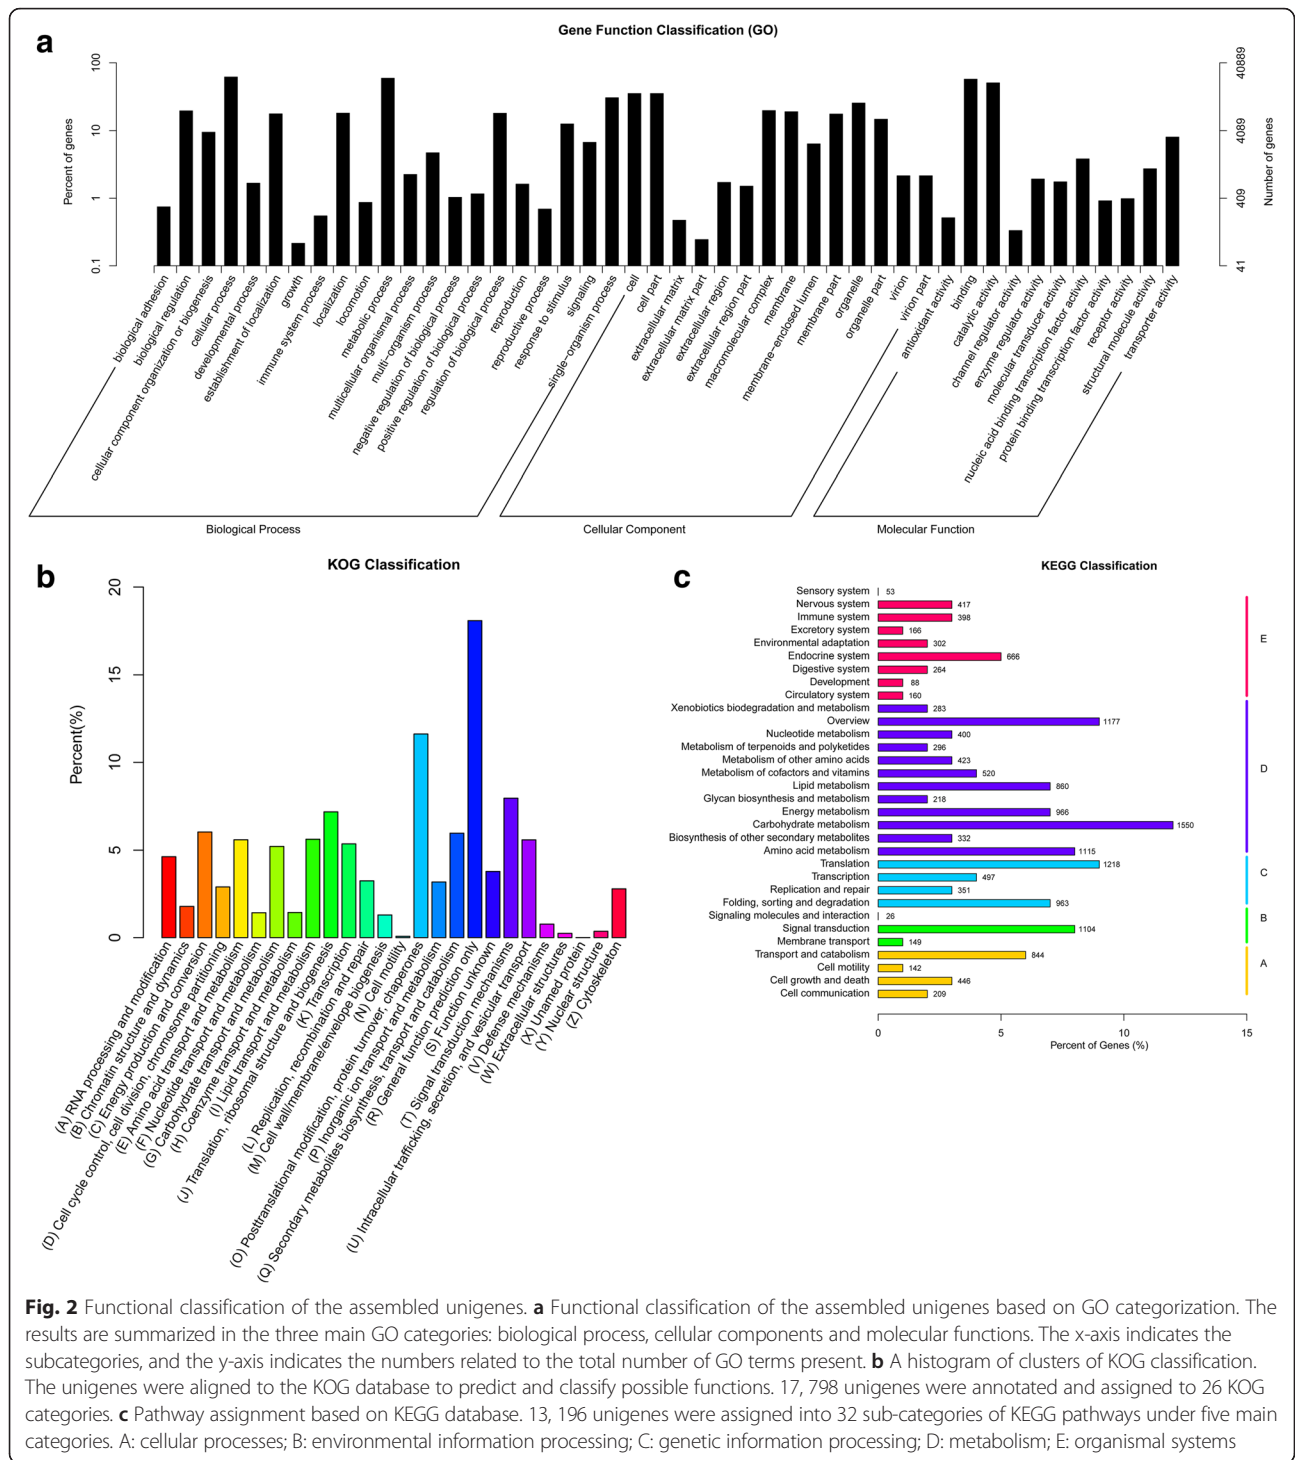 a
Gene Function Classification (GO)
Percent of genes
100
10
1
0.1
40889
4089
409
41
Number of genes
biological adhesion
biological regulation
cellular component organization or biogenesis
cellular process
developmental process
establishment of localization
growth
immune system process
localization
locomotion
metabolic process
multicellular organismal process
multi−organism process
negative regulation of biological process
positive regulation of biological process
regulation of biological process
reproduction
reproductive process
response to stimulus
signaling
single−organism process
cell
cell part
extracellular matrix
extracellular matrix part
extracellular region
extracellular region part
macromolecular complex
membrane
membrane−enclosed lumen
membrane part
organelle
organelle part
virion
virion part
antioxidant activity
binding
catalytic activity
channel regulator activity
enzyme regulator activity
molecular transducer activity
nucleic acid binding transcription factor activity
protein binding transcription factor activity
receptor activity
structural molecule activity
transporter activity
Biological Process
Cellular Component
Molecular Function
b
KOG Classification
Percent(%)
20
15
10
5
0
(A) RNA processing and modification
(B) Chromatin structure and dynamics
(C) Energy production and conversion
(D) Cell cycle control, cell division, chromosome partitioning
(E) Amino acid transport and metabolism
(F) Nucleotide transport and metabolism
(G) Carbohydrate transport and metabolism
(H) Coenzyme transport and metabolism
(I) Lipid transport and metabolism
(J) Translation, ribosomal structure and biogenesis
(K) Transcription
(L) Replication, recombination and repair
(M) Cell wall/membrane/envelope biogenesis
(N) Cell motility
(O) Posttranslational modification, protein turnover, chaperones
(P) Inorganic ion transport and metabolism
(Q) Secondary metabolites biosynthesis, transport and catabolism
(R) General function prediction only
(S) Function unknown
(T) Signal transduction mechanisms
(U) Intracellular trafficking, secretion, and vesicular transport
(V) Defense mechanisms
(W) Extracellular structures
(X) Unamed protein
(Y) Nuclear structure
(Z) Cytoskeleton
c
KEGG Classification
Sensory system 53
Nervous system 417
Immune system 398
Excretory system 166
Environmental adaptation 302
Endocrine system 666
Digestive system 264
Development 88
Circulatory system 160
Xenobiotics biodegradation and metabolism 283
Overview 1177
Nucleotide metabolism 400
Metabolism of terpenoids and polyketides 296
Metabolism of other amino acids 423
Metabolism of cofactors and vitamins 520
Lipid metabolism 860
Glycan biosynthesis and metabolism 218
Energy metabolism 966
Carbohydrate metabolism 1550
Biosynthesis of other secondary metabolites 332
Amino acid metabolism 1115
Translation 1218
Transcription 497
Replication and repair 351
Folding, sorting and degradation 963
Signaling molecules and interaction 26
Signal transduction 1104
Membrane transport 149
Transport and catabolism 844
Cell motility 142
Cell growth and death 446
Cell communication 209
E
D
C
B
A
0 5 10 15
Percent of Genes (%)
Fig. 2 Functional classification of the assembled unigenes. a Functional classification of the assembled unigenes based on GO categorization. The
results are summarized in the three main GO categories: biological process, cellular components and molecular functions. The x-axis indicates the
subcategories, and the y-axis indicates the numbers related to the total number of GO terms present. b A histogram of clusters of KOG classification.
The unigenes were aligned to the KOG database to predict and classify possible functions. 17, 798 unigenes were annotated and assigned to 26 KOG
categories. c Pathway assignment based on KEGG database. 13, 196 unigenes were assigned into 32 sub-categories of KEGG pathways under five main
categories. A: cellular processes; B: environmental information processing; C: genetic information processing; D: metabolism; E: organismal systems